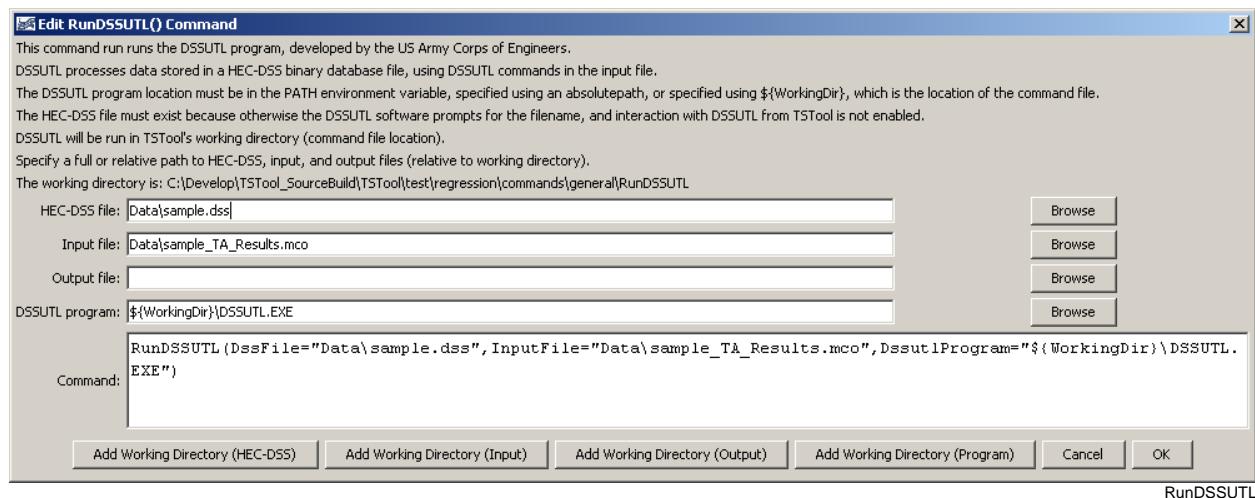 Edit RunDSSUTL() Command
This command run runs the DSSUTL program, developed by the US Army Corps of Engineers.
DSSUTL processes data stored in a HEC-DSS binary database file, using DSSUTL commands in the input file.
The DSSUTL program location must be in the PATH environment variable, specified using an absolutepath, or specified using ${WorkingDir}, which is the location of the command file.
The HEC-DSS file must exist because otherwise the DSSUTL software prompts for the filename, and interaction with DSSUTL from TSTool is not enabled.
DSSUTL will be run in TSTool's working directory (command file location).
Specify a full or relative path to HEC-DSS, input, and output files (relative to working directory).
The working directory is: C:\Develop\TSTool_SourceBuild\TSTool\test\regression\commands\general\RunDSSUTL
HEC-DSS file: Data\sample.dss Browse
Input file: Data\sample_TA_Results.mco Browse
Output file: Browse
DSSUTL program: ${WorkingDir}\DSSUTL.EXE Browse
RunDSSUTL(DssFile="Data\sample.dss",InputFile="Data\sample_TA_Results.mco",DssutlProgram="${WorkingDir}\DSSUTL.
Command: EXE")
Add Working Directory (HEC-DSS) Add Working Directory (Input) Add Working Directory (Output) Add Working Directory (Program) Cancel OK
RunDSSUTL